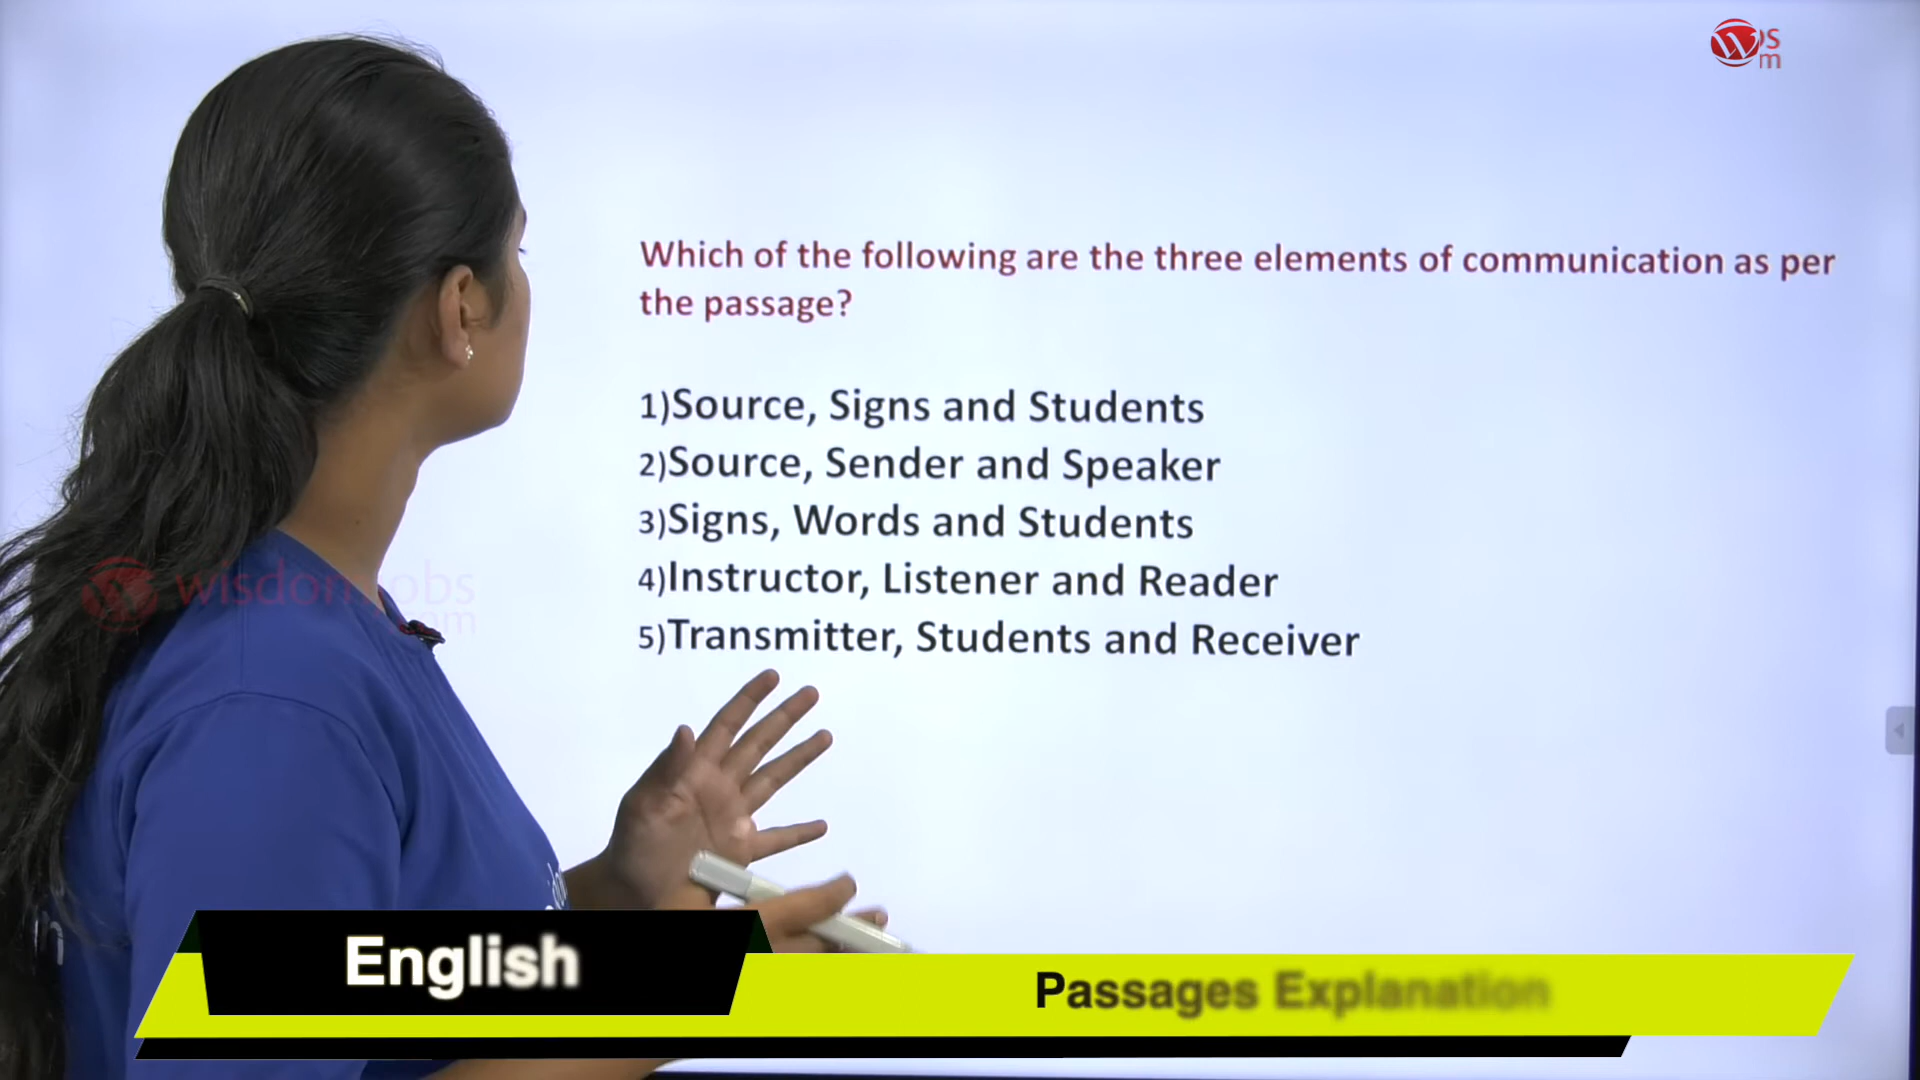 Which of the following are the three elements of communication as per
the passage?
1)Source, Signs and Students
2)Source, Sender and Speaker
3)Signs, Words and Students
4)Instructor, Listener and Reader
5)Transmitter, Students and Receiver
English
Passages Explanation